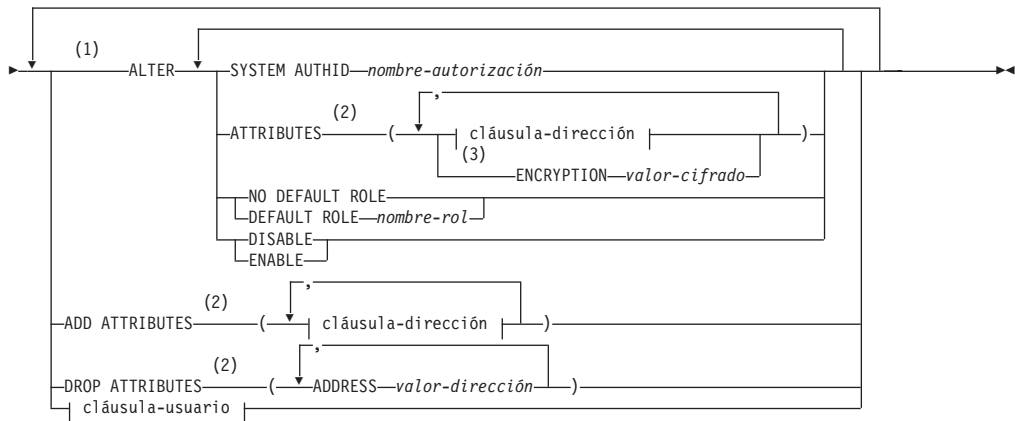 (1)
ALTER SYSTEM AUTHID nombre-autorización
,
(2)
ATTRIBUTES ( cláusula-dirección )
(3)
ENCRYPTION valor-cifrado
NO DEFAULT ROLE
DEFAULT ROLE nombre-rol
DISABLE
ENABLE
,
(2)
ADD ATTRIBUTES ( cláusula-dirección )
,
(2)
DROP ATTRIBUTES ( ADDRESS valor-dirección )
cláusula-usuario